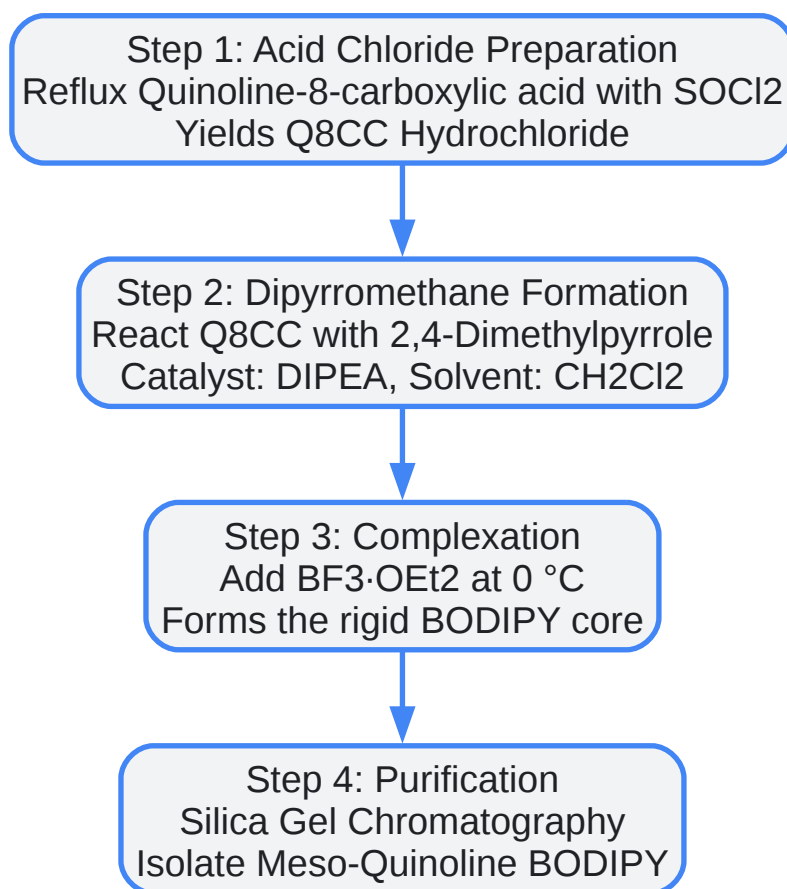 Step 1: Acid Chloride Preparation
Reflux Quinoline-8-carboxylic acid with SOCl2
Yields Q8CC Hydrochloride
Step 2: Dipyrromethane Formation
React Q8CC with 2,4-Dimethylpyrrole
Catalyst: DIPEA, Solvent: CH2Cl2
Step 3: Complexation
Add BF3·OEt2 at 0 °C
Forms the rigid BODIPY core
Step 4: Purification
Silica Gel Chromatography
Isolate Meso-Quinoline BODIPY